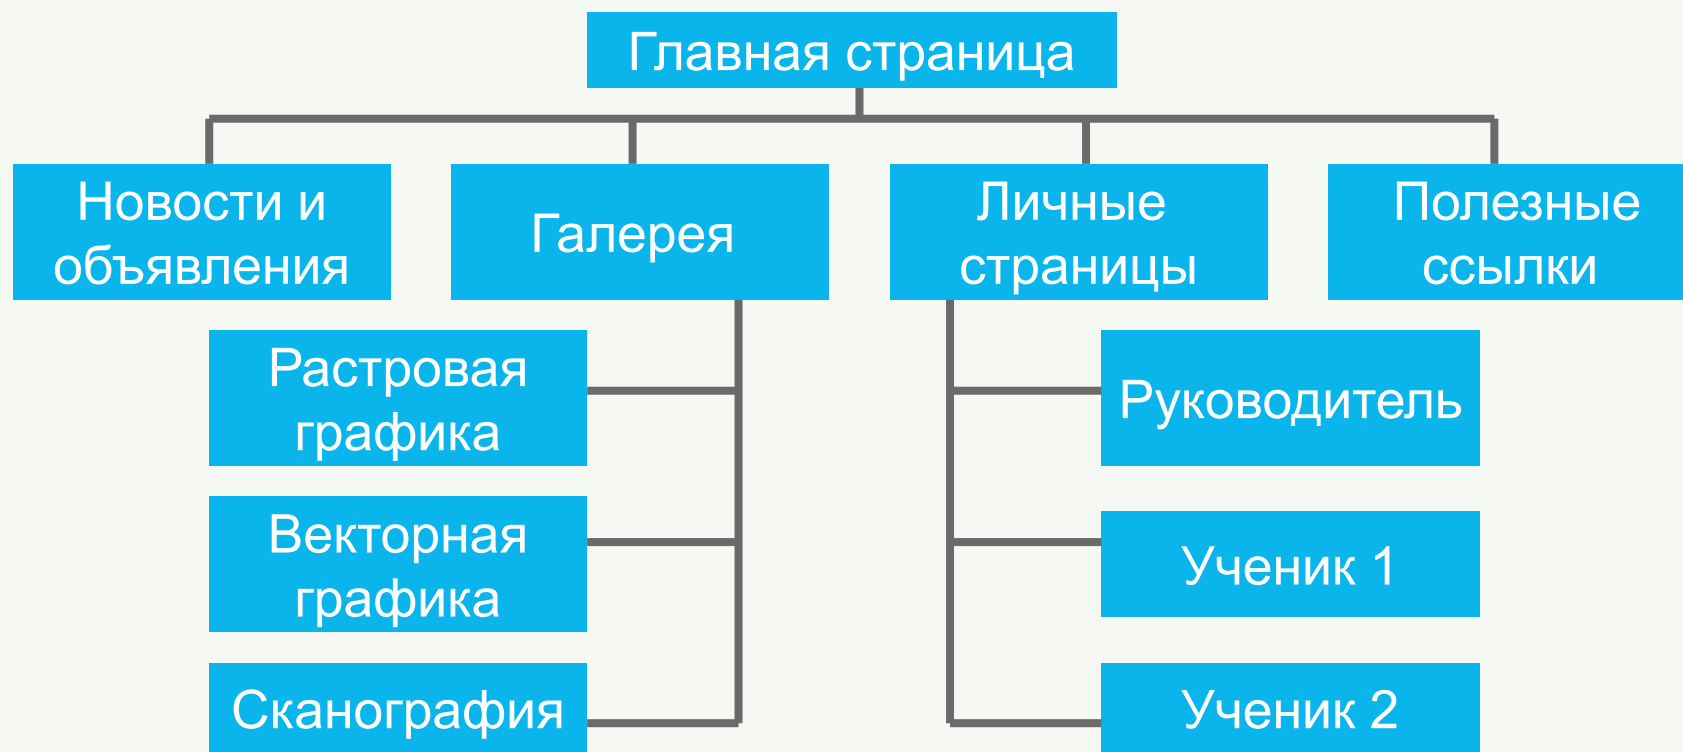 Главная страница
Новости и
объявления
Галерея
Личные
страницы
Полезные
ссылки
Растровая
графика
Векторная
графика
Сканография
Руководитель
Ученик 1
Ученик 2